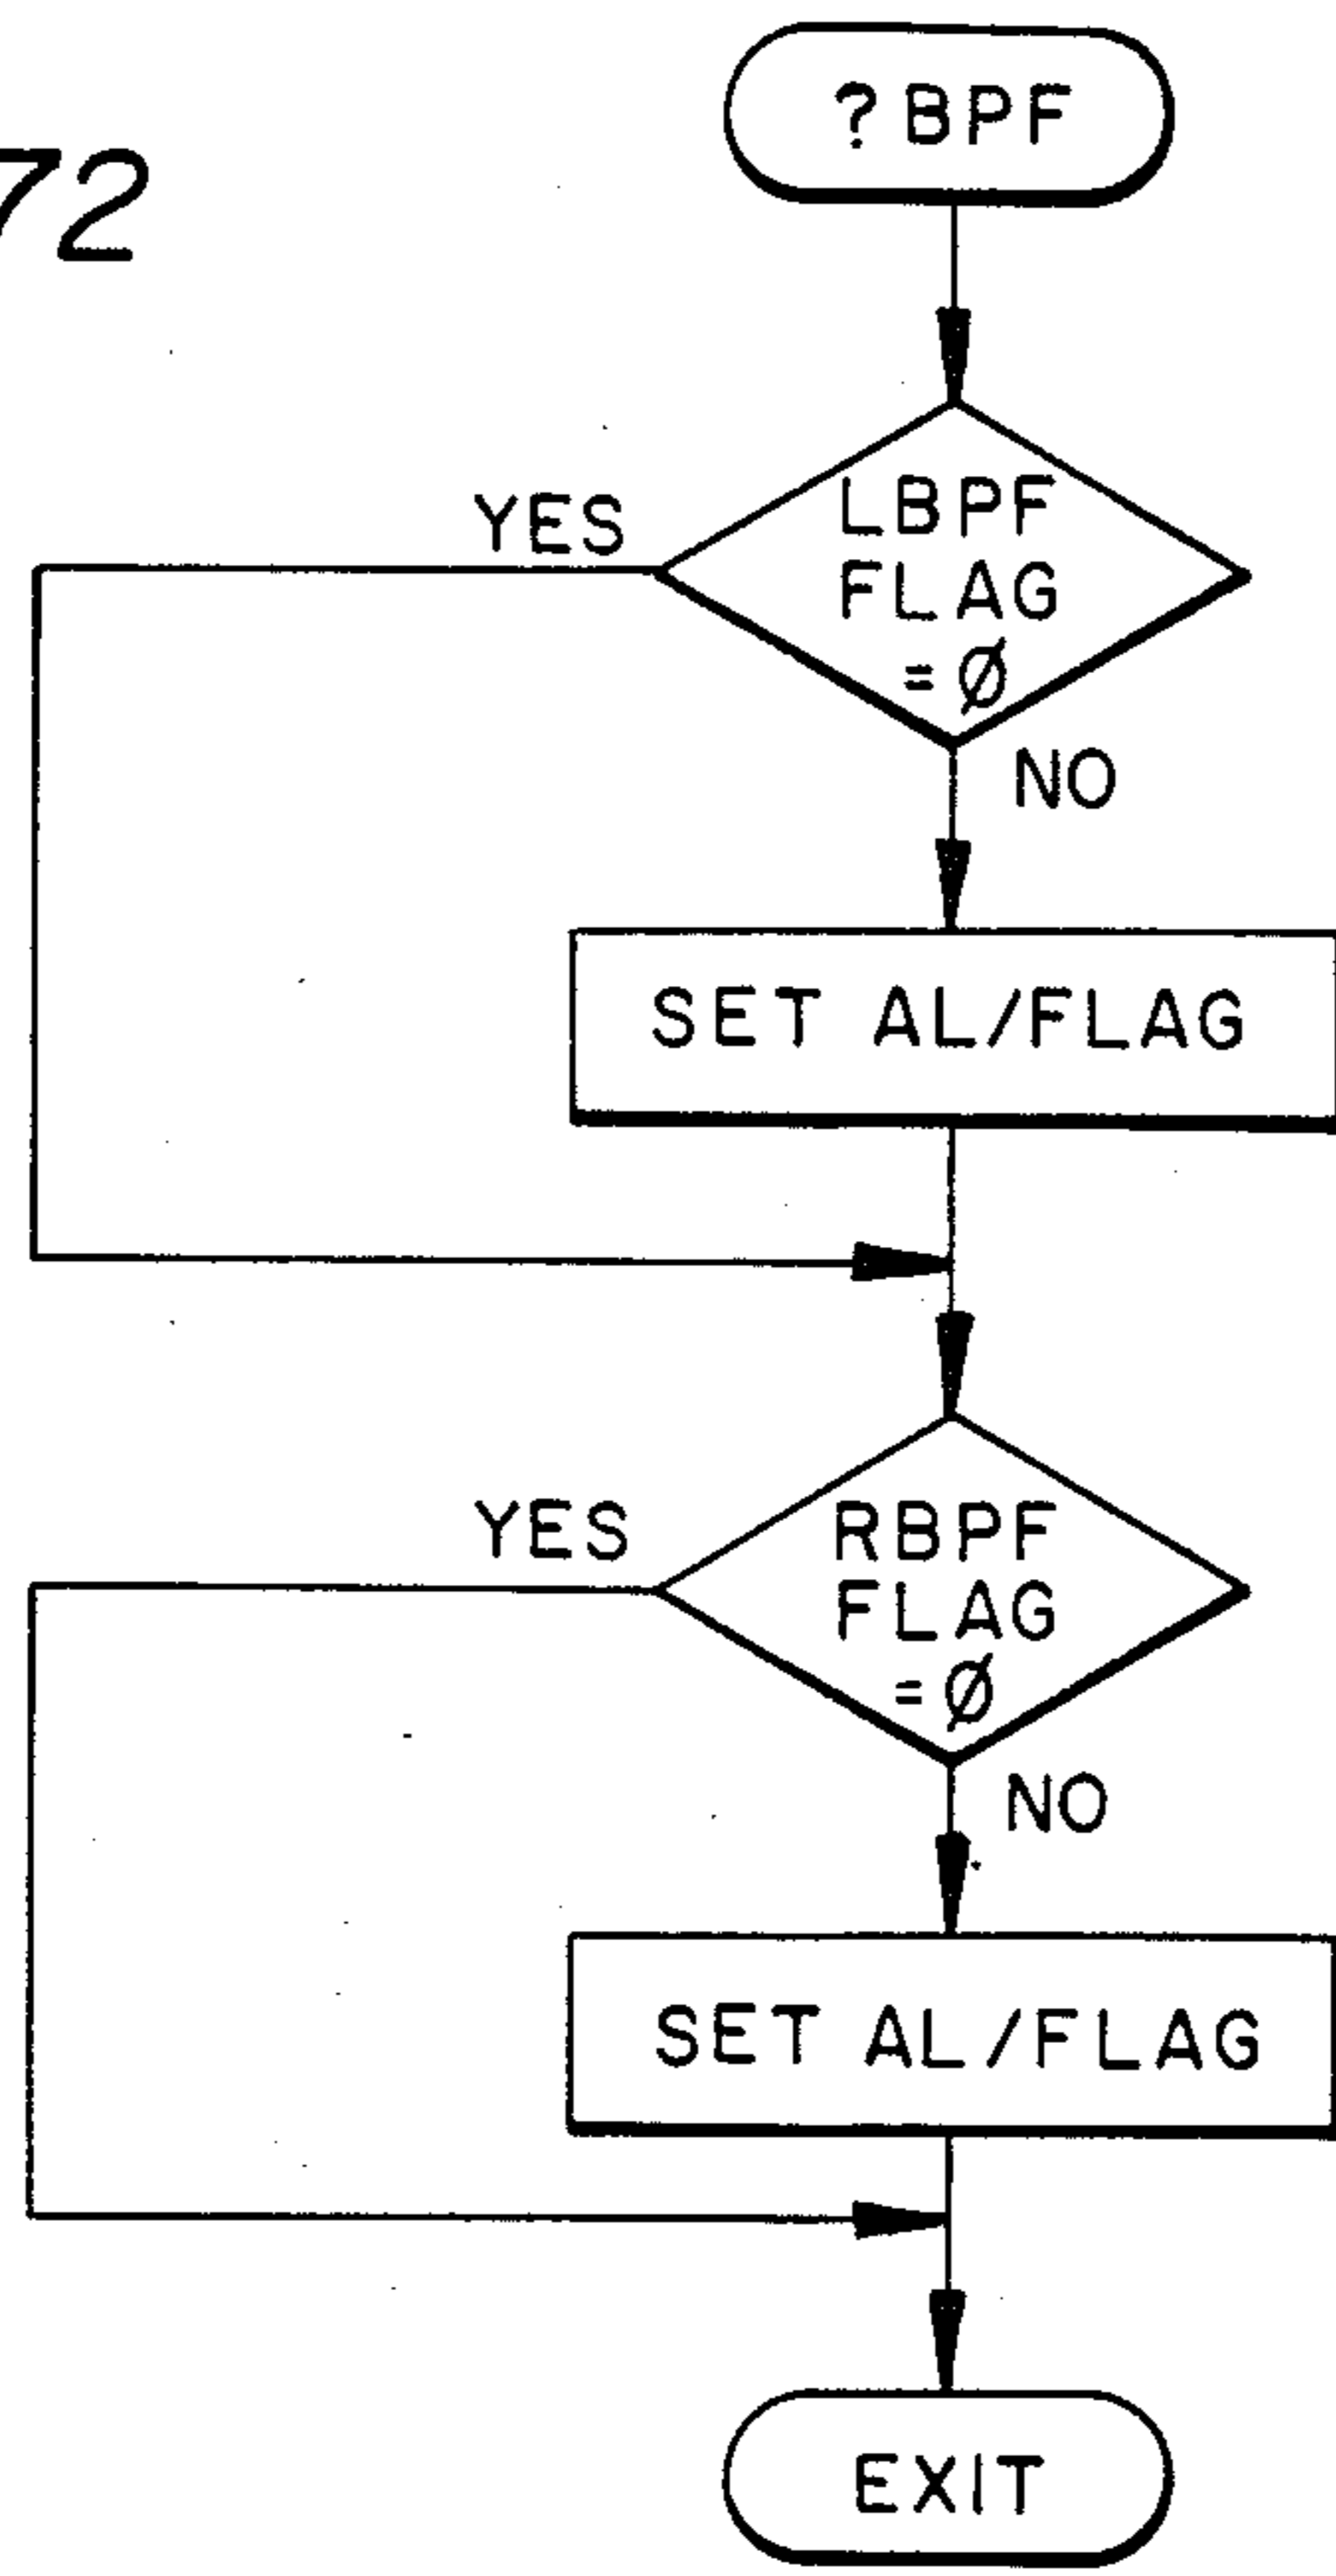 72
?BPF
LBPF
FLAG
=Ø
YES
NO
SET AL/FLAG
RBPF
FLAG
=Ø
YES
NO
SET AL/FLAG
EXIT